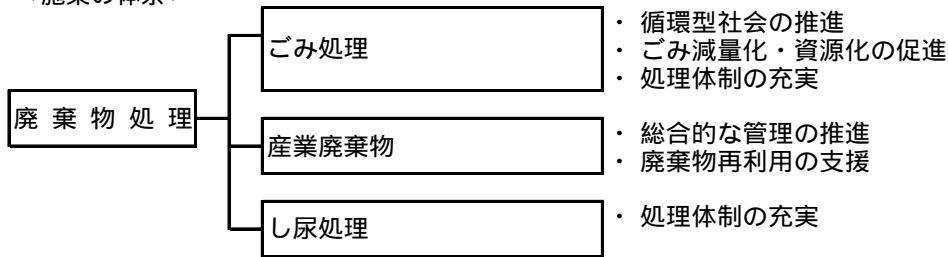 ごみ処理
・ 循環型社会の推進
・ ごみ減量化・資源化の促進
・ 処理体制の充実
廃 棄 物 処 理
産業廃棄物
・ 総合的な管理の推進
・ 廃棄物再利用の支援
し尿処理
・ 処理体制の充実